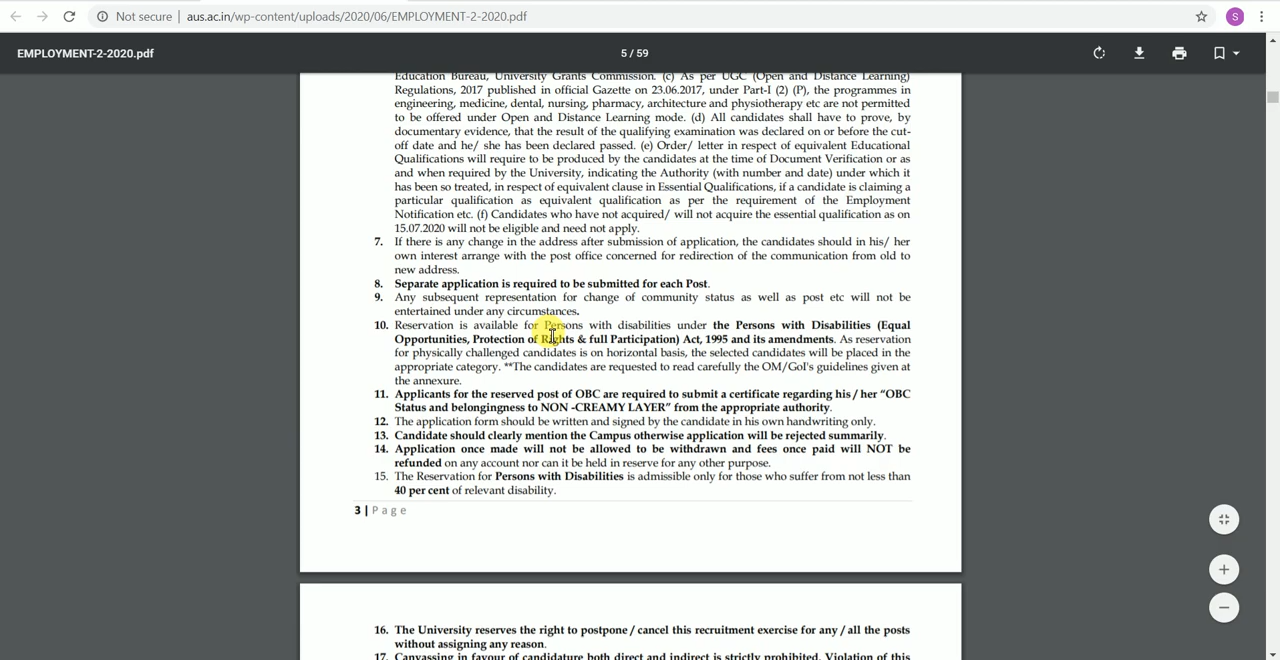 Not secure | aus.ac.in/wp-content/uploads/2020/06/EMPLOYMENT-2-2020.pdf
S
EMPLOYMENT-2-2020.pdf
5 / 59
Education Bureau, University Grants Commission. (c) As per UGC (Open and Distance Learning)
Regulations, 2017 published in official Gazette on 23.06.2017, under Part-I (2) (P), the programmes in
engineering, medicine, dental, nursing, pharmacy, architecture and physiotherapy etc are not permitted
to be offered under Open and Distance Learning mode. (d) All candidates shall have to prove, by
documentary evidence, that the result of the qualifying examination was declared on or before the cut-
off date and he/ she has been declared passed. (e) Order/ letter in respect of equivalent Educational
Qualifications will require to be produced by the candidates at the time of Document Verification or as
and when required by the University, indicating the Authority (with number and date) under which it
has been so treated, in respect of equivalent clause in Essential Qualifications, if a candidate is claiming a
particular qualification as equivalent qualification as per the requirement of the Employment
Notification etc. (f) Candidates who have not acquired/ will not acquire the essential qualification as on
15.07.2020 will not be eligible and need not apply.
7. If there is any change in the address after submission of application, the candidates should in his/ her
own interest arrange with the post office concerned for redirection of the communication from old to
new address.
8. Separate application is required to be submitted for each Post.
9. Any subsequent representation for change of community status as well as post etc will not be
entertained under any circumstances.
10. Reservation is available for Persons with disabilities under the Persons with Disabilities (Equal
Opportunities, Protection of Rights & full Participation) Act, 1995 and its amendments. As reservation
for physically challenged candidates is on horizontal basis, the selected candidates will be placed in the
appropriate category. **The candidates are requested to read carefully the OM/GoI's guidelines given at
the annexure.
11. Applicants for the reserved post of OBC are required to submit a certificate regarding his / her “OBC
Status and belongingness to NON -CREAMY LAYER” from the appropriate authority.
12. The application form should be written and signed by the candidate in his own handwriting only.
13. Candidate should clearly mention the Campus otherwise application will be rejected summarily.
14. Application once made will not be allowed to be withdrawn and fees once paid will NOT be
refunded on any account nor can it be held in reserve for any other purpose.
15. The Reservation for Persons with Disabilities is admissible only for those who suffer from not less than
40 per cent of relevant disability.
3 | Page
16. The University reserves the right to postpone / cancel this recruitment exercise for any / all the posts
without assigning any reason.
17. Canvassing in favour of candidature both direct and indirect is strictly prohibited. Violation of this